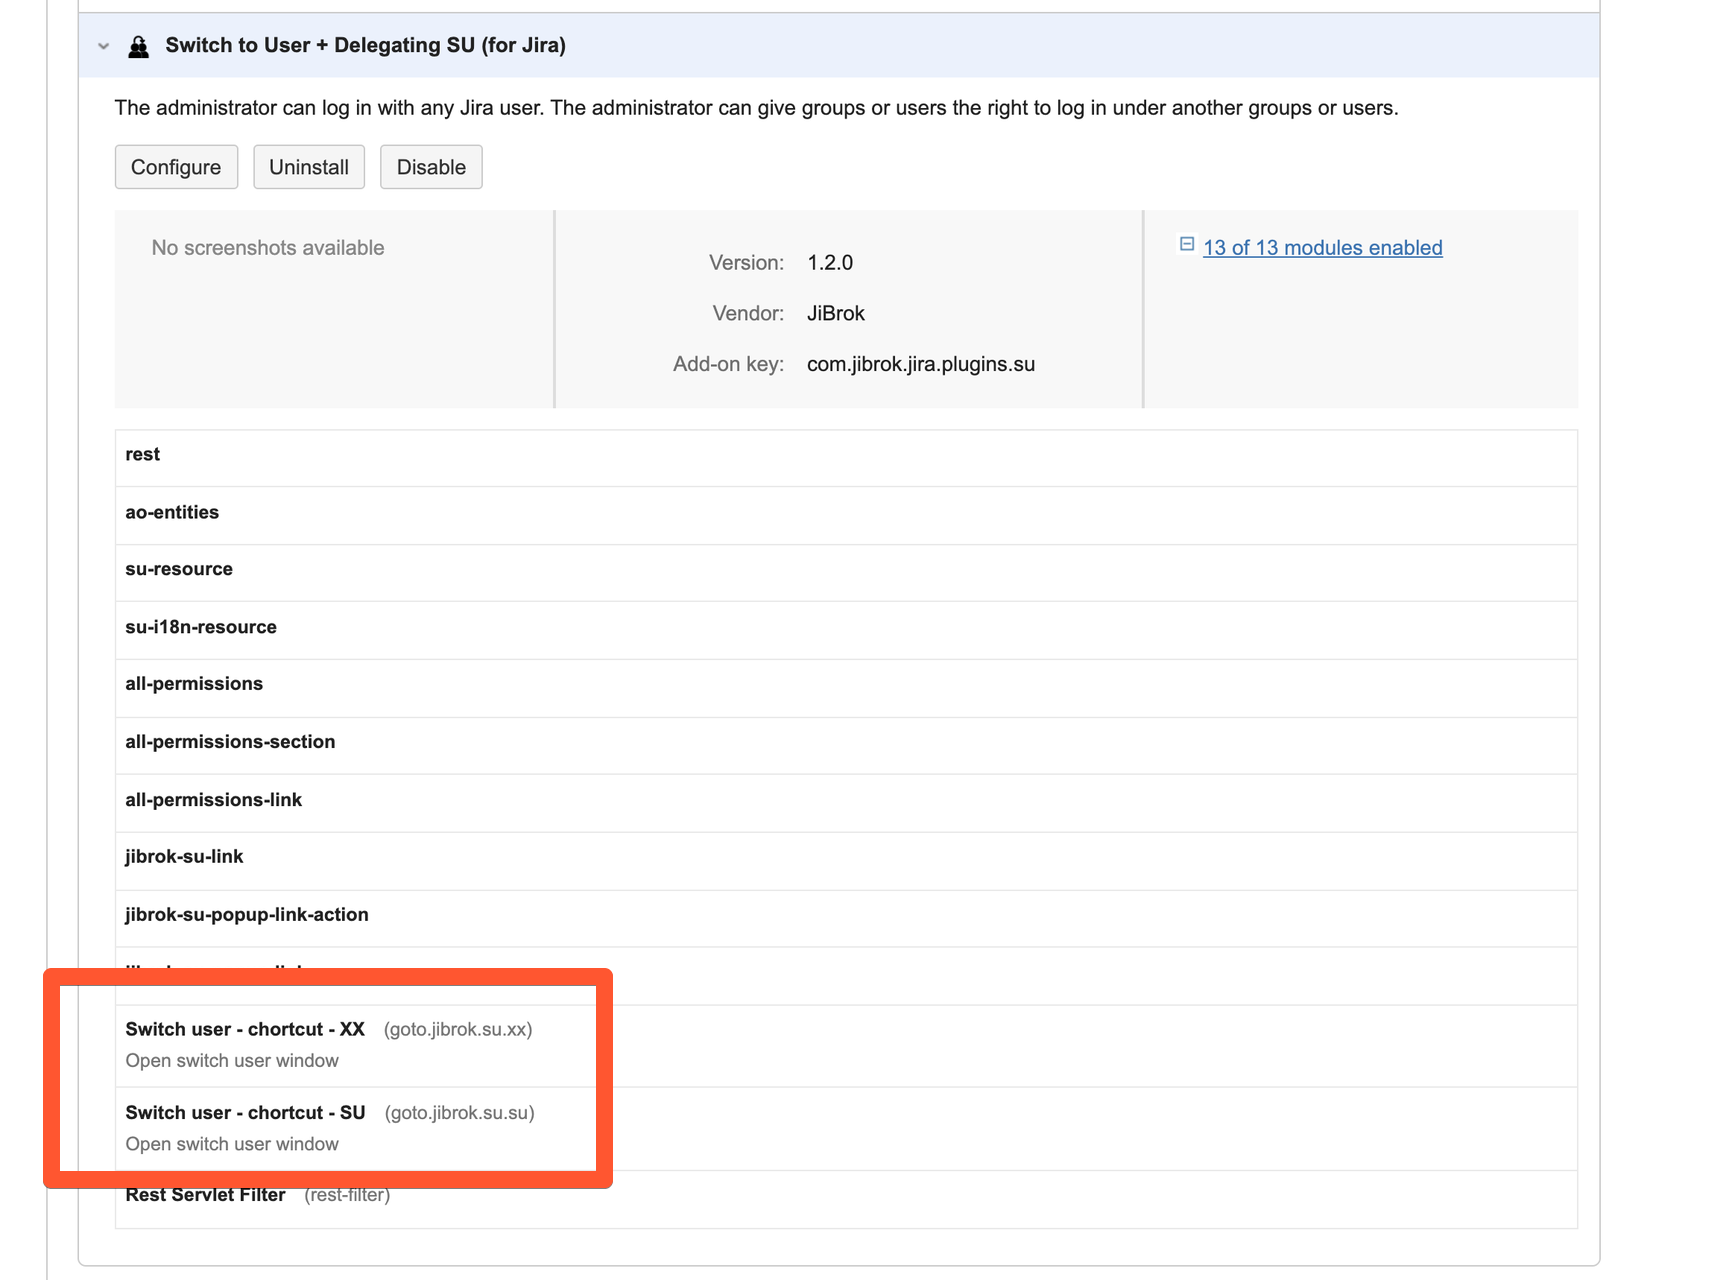 Switch to User + Delegating SU (for Jira)
The administrator can log in with any Jira user. The administrator can give groups or users the right to log in under another groups or users.
Configure Uninstall Disable
No screenshots available
Version: 1.2.0
Vendor: JiBrok
Add-on key: com.jibrok.jira.plugins.su
13 of 13 modules enabled
rest
ao-entities
su-resource
su-i18n-resource
all-permissions
all-permissions-section
all-permissions-link
jibrok-su-link
jibrok-su-popup-link-action
Switch user - chortcut - XX (goto.jibrok.su.xx)
Open switch user window
Switch user - chortcut - SU (goto.jibrok.su.su)
Open switch user window
Rest Servlet Filter (rest-filter)